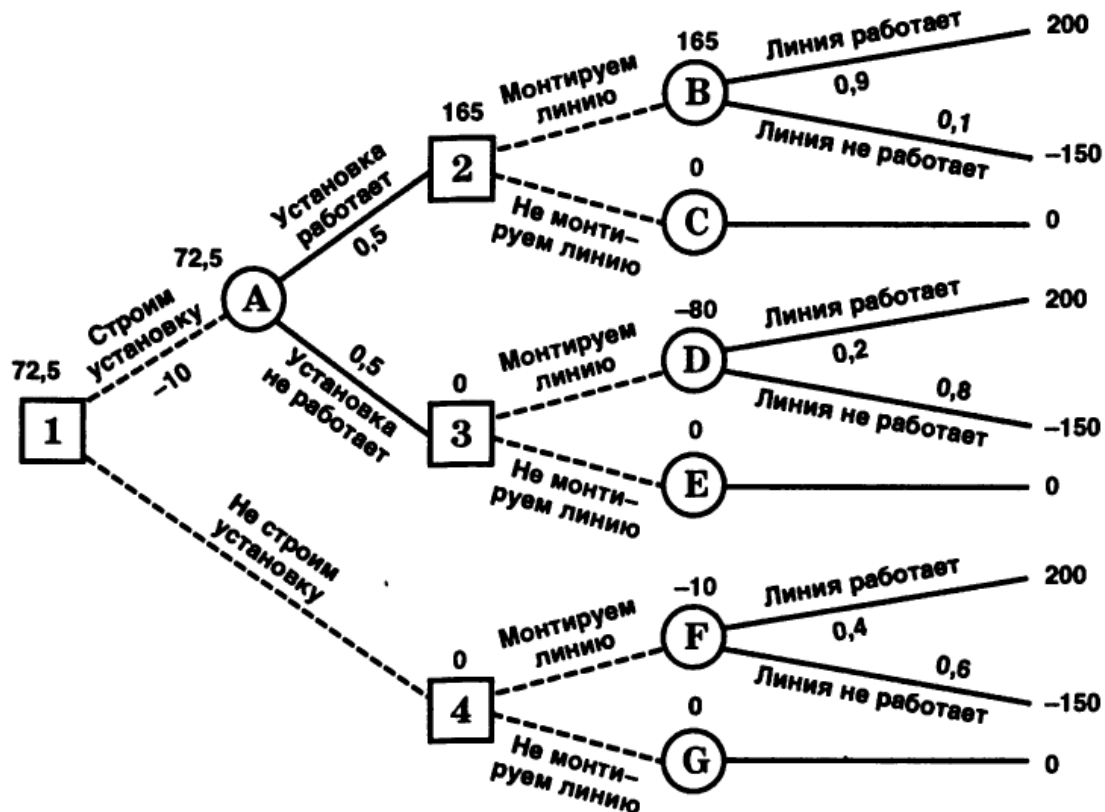 165
Линия работает
200
0,9
B
Монтируем
линию
165
0,1
Линия не работает
–150
2
0
Установка
работает
0,5
Не монти–
руем линию
C
0
72,5
A
Строим
установку
–10
–80
Линия работает
200
0,2
D
Монтируем
линию
0,5
Установка
не работает
0
0,8
Линия не работает
–150
72,5
1
3
0
Не монти–
руем линию
E
0
Не строим
установку
–10
Линия работает
200
0,4
F
Монтируем
линию
0
0,6
Линия не работает
–150
4
0
Не монти–
руем линию
G
0